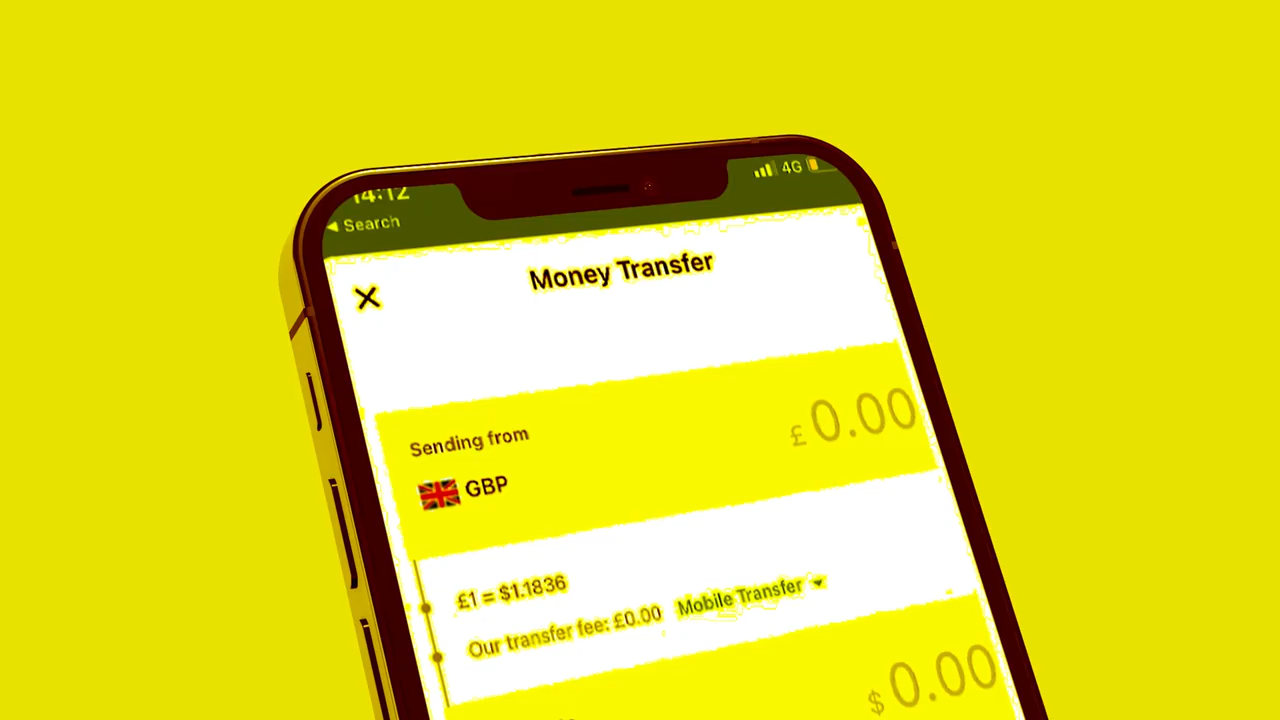 14:12
4G
Search
Money Transfer
Sending from
£0.00
GBP
£1 = $1.1836
Our transfer fee: £0.00 Mobile Transfer
$0.00